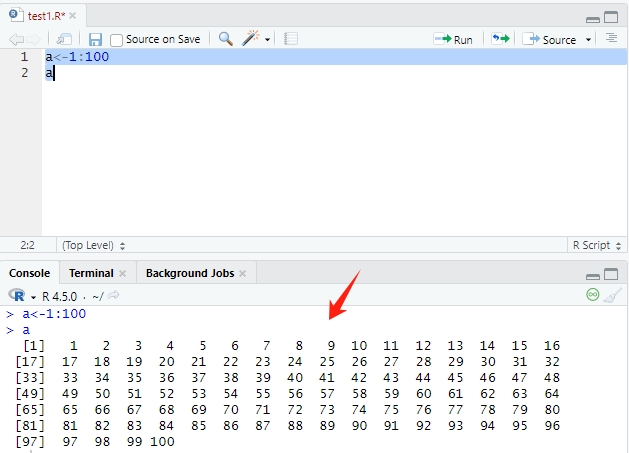 test1.R*
Source on Save
Run
Source
1 a<-1:100
2 a
2:2 (Top Level) R Script
Console Terminal Background Jobs
R 4.5.0 · ~/
> a<-1:100
> a
[1] 1 2 3 4 5 6 7 8 9 10 11 12 13 14 15 16
[17] 17 18 19 20 21 22 23 24 25 26 27 28 29 30 31 32
[33] 33 34 35 36 37 38 39 40 41 42 43 44 45 46 47 48
[49] 49 50 51 52 53 54 55 56 57 58 59 60 61 62 63 64
[65] 65 66 67 68 69 70 71 72 73 74 75 76 77 78 79 80
[81] 81 82 83 84 85 86 87 88 89 90 91 92 93 94 95 96
[97] 97 98 99 100